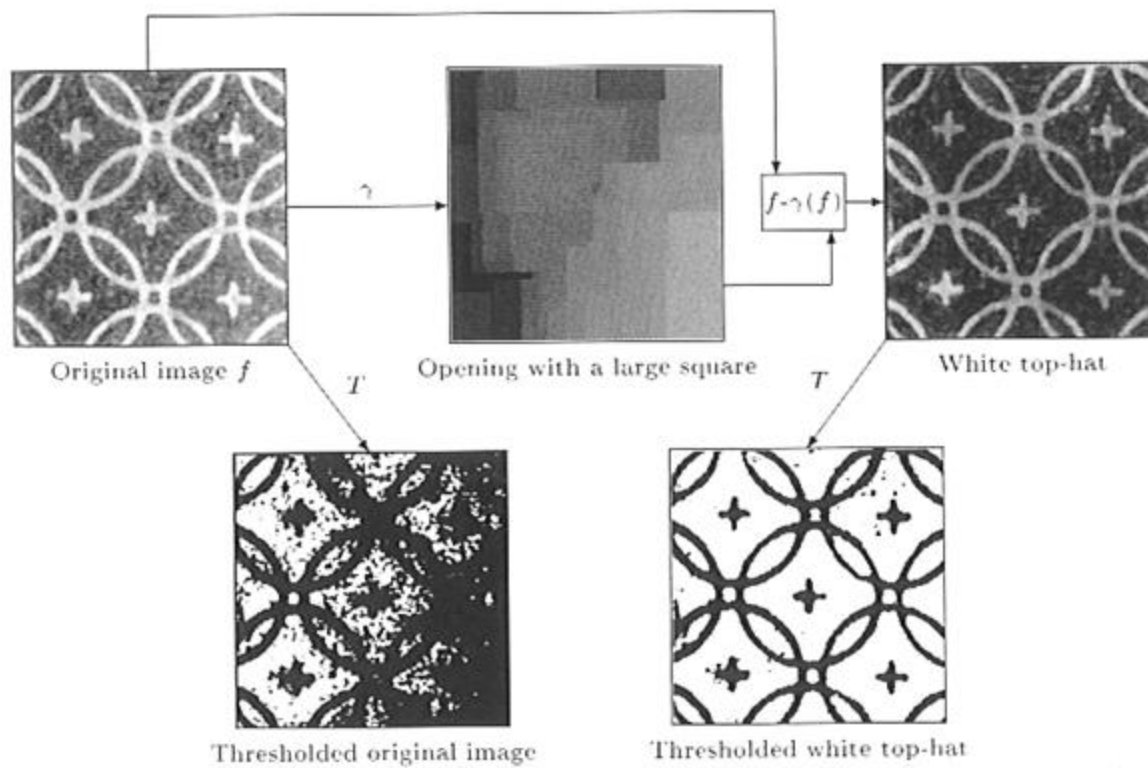 γ
f-γ(f)
Original image f
Opening with a large square
White top-hat
T
T
Thresholded original image
Thresholded white top-hat